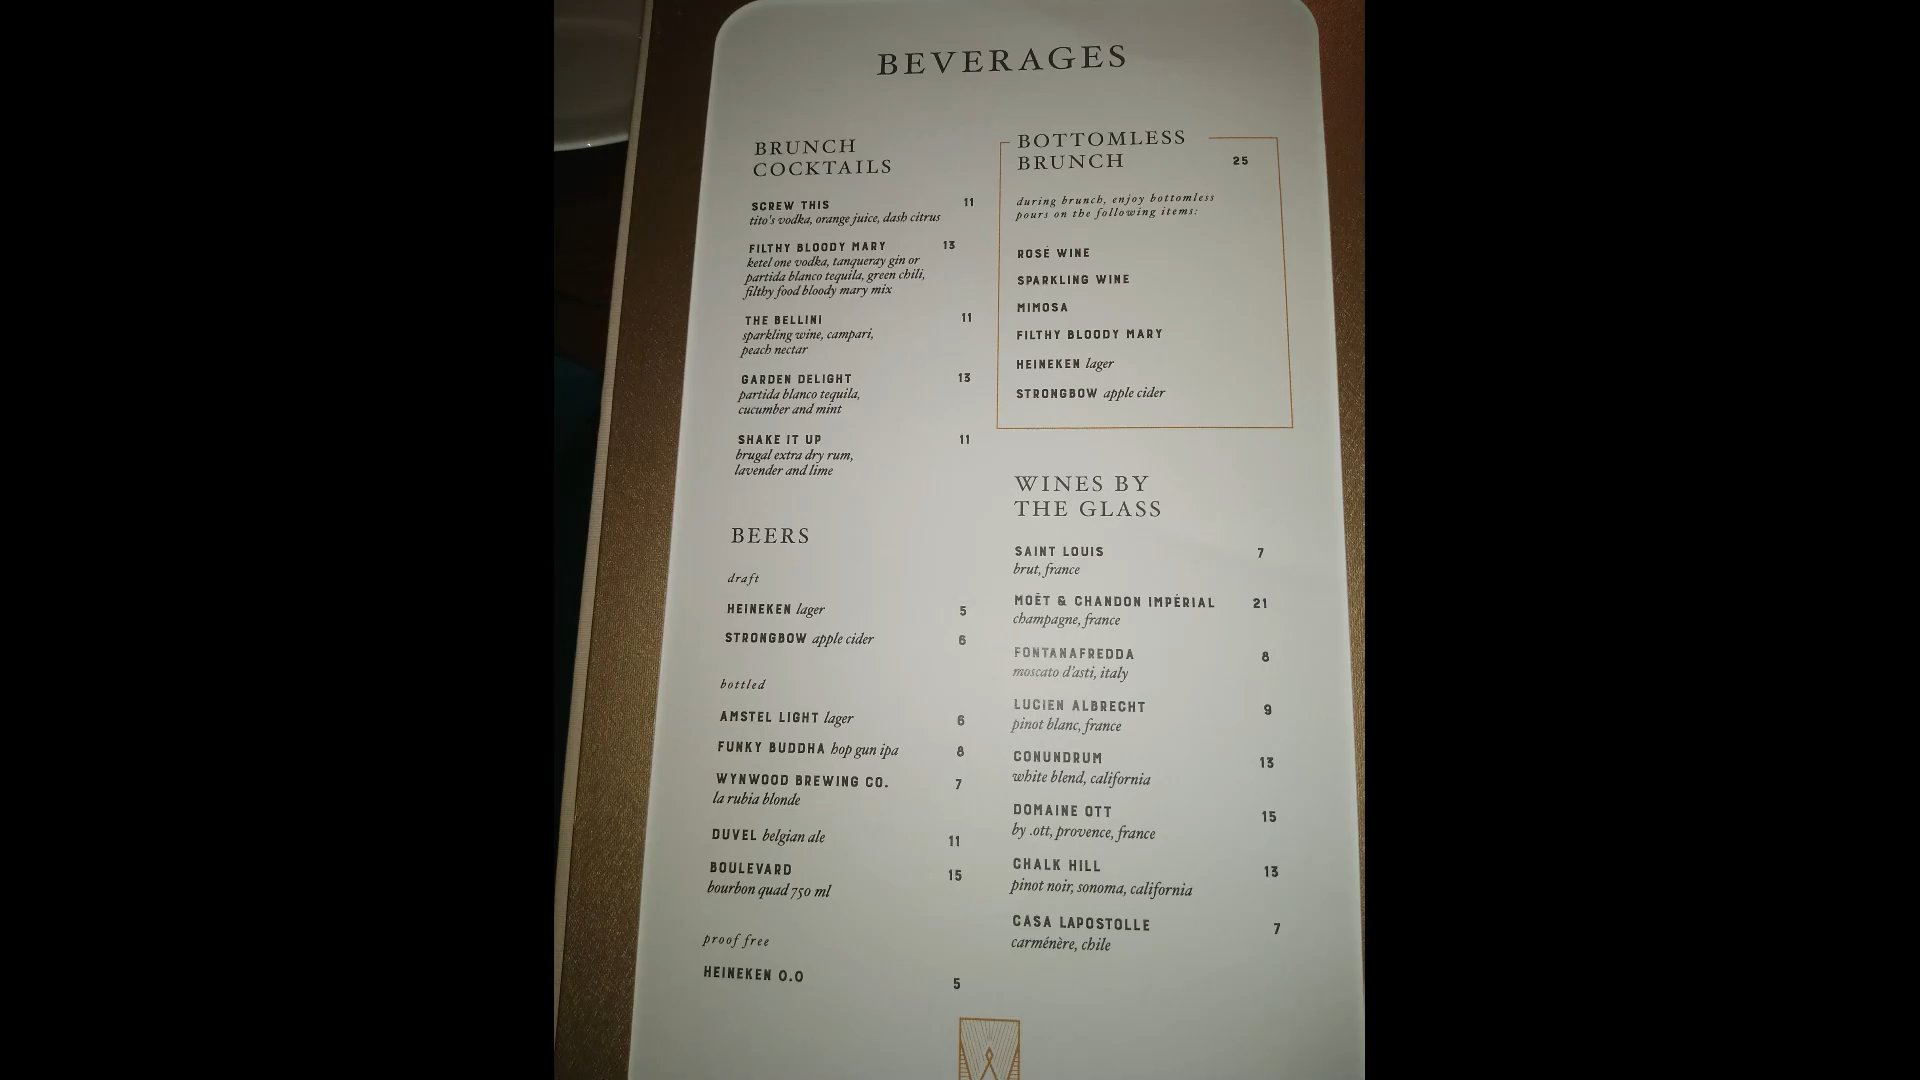 BEVERAGES
BRUNCH
COCKTAILS
SCREW THIS 11
tito's vodka, orange juice, dash citrus
FILTHY BLOODY MARY 13
ketel one vodka, tanqueray gin or
partida blanco tequila, green chili,
filthy food bloody mary mix
THE BELLINI 11
sparkling wine, campari,
peach nectar
GARDEN DELIGHT 13
partida blanco tequila,
cucumber and mint
SHAKE IT UP 11
brugal extra dry rum,
lavender and lime
BEERS
draft
HEINEKEN lager 5
STRONGBOW apple cider 6
bottled
AMSTEL LIGHT lager 6
FUNKY BUDDHA hop gun ipa 8
WYNWOOD BREWING CO. 7
la rubia blonde
DUVEL belgian ale 11
BOULEVARD 15
bourbon quad 750 ml
proof free
HEINEKEN 0.0 5
BOTTOMLESS
BRUNCH 25
during brunch, enjoy bottomless
pours on the following items:
ROSÉ WINE
SPARKLING WINE
MIMOSA
FILTHY BLOODY MARY
HEINEKEN lager
STRONGBOW apple cider
WINES BY
THE GLASS
SAINT LOUIS 7
brut, france
MOËT & CHANDON IMPÉRIAL 21
champagne, france
FONTANAFREDDA 8
moscato d'asti, italy
LUCIEN ALBRECHT 9
pinot blanc, france
CONUNDRUM 13
white blend, california
DOMAINE OTT 15
by .ott, provence, france
CHALK HILL 13
pinot noir, sonoma, california
CASA LAPOSTOLLE 7
carménère, chile